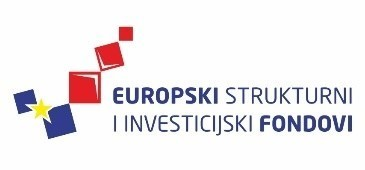 EUROPSKI STRUKTURNI
I INVESTICIJSKI FONDOVI